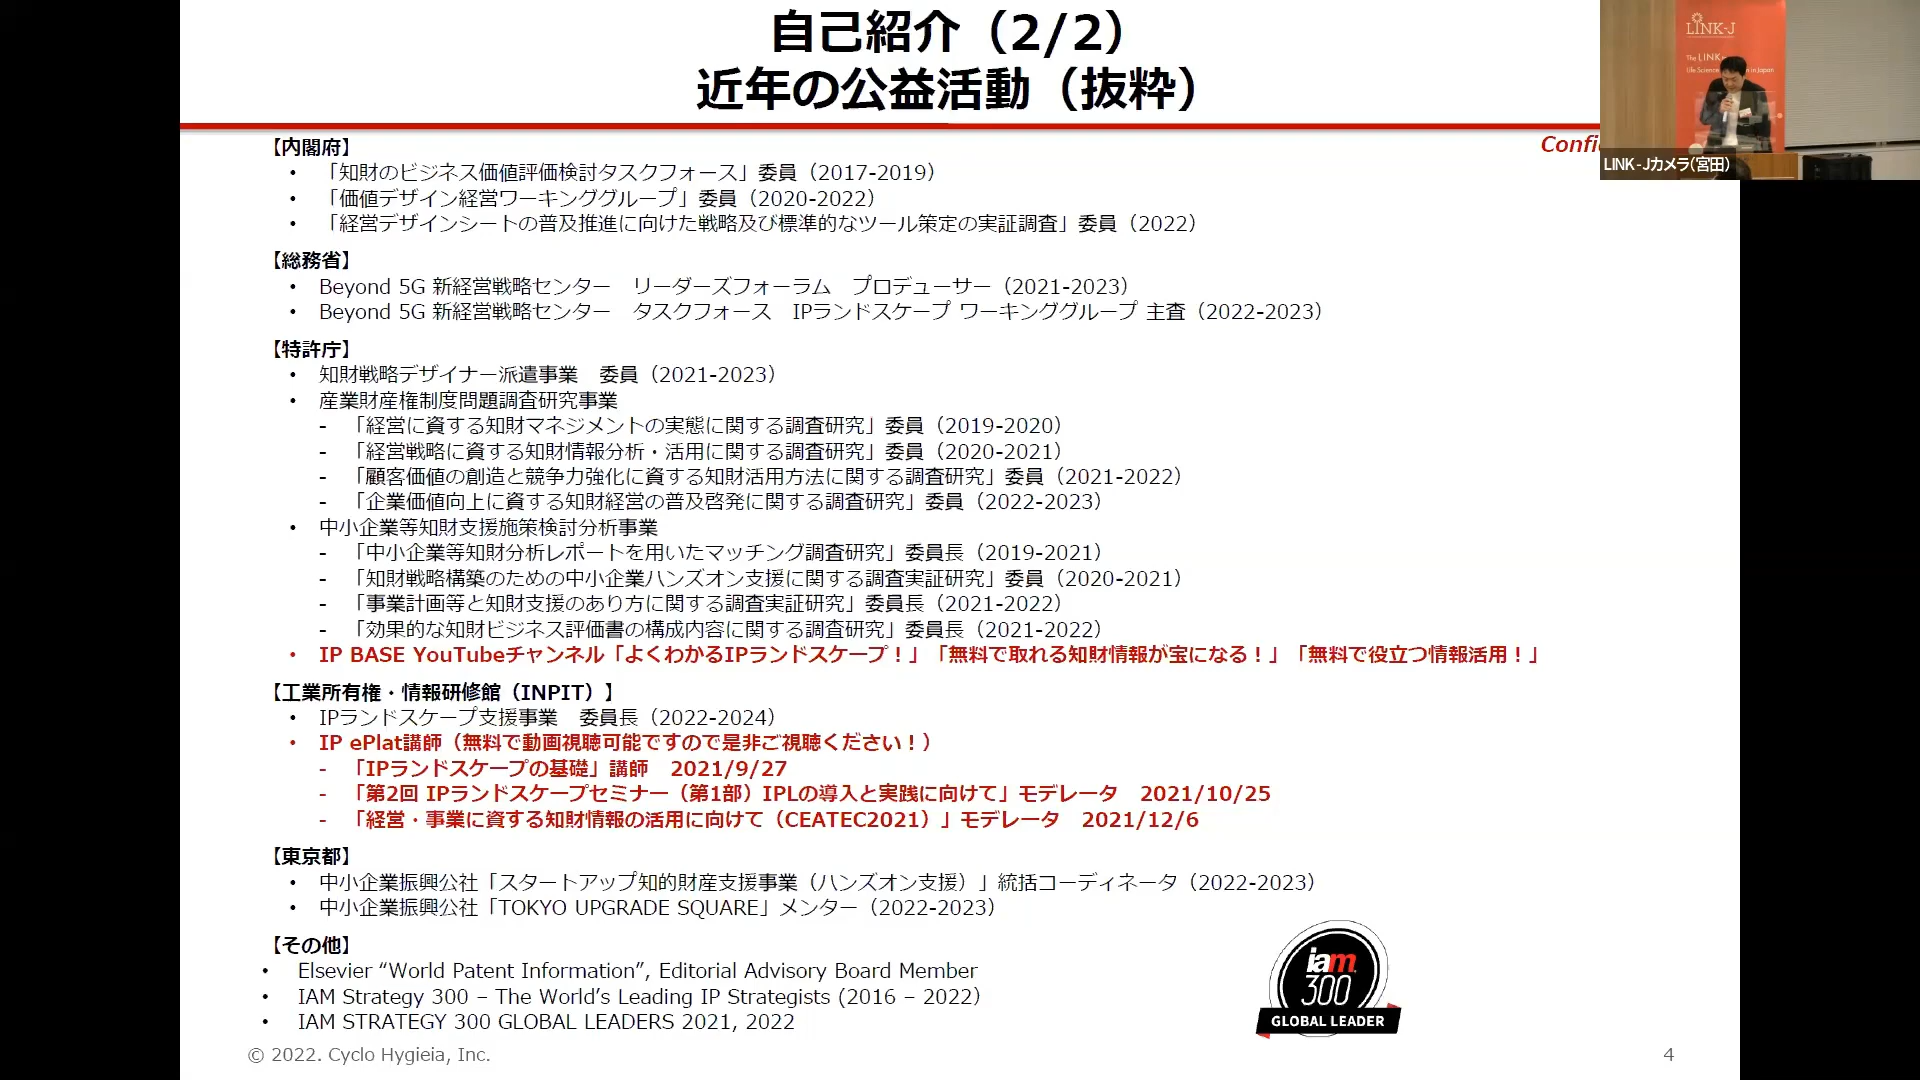 自己紹介（2/2）
近年の公益活動（抜粋）
Confi
【内閣府】
• 「知財のビジネス価値評価検討タスクフォース」委員（2017-2019）
• 「価値デザイン経営ワーキンググループ」委員（2020-2022）
• 「経営デザインシートの普及推進に向けた戦略及び標準的なツール策定の実証調査」委員（2022）
【総務省】
• Beyond 5G 新経営戦略センター　リーダーズフォーラム　プロデューサー（2021-2023）
• Beyond 5G 新経営戦略センター　タスクフォース　IPランドスケープ ワーキンググループ 主査（2022-2023）
【特許庁】
• 知財戦略デザイナー派遣事業　委員（2021-2023）
• 産業財産権制度問題調査研究事業
- 「経営に資する知財マネジメントの実態に関する調査研究」委員（2019-2020）
- 「経営戦略に資する知財情報分析・活用に関する調査研究」委員（2020-2021）
- 「顧客価値の創造と競争力強化に資する知財活用方法に関する調査研究」委員（2021-2022）
- 「企業価値向上に資する知財経営の普及啓発に関する調査研究」委員（2022-2023）
• 中小企業等知財支援施策検討分析事業
- 「中小企業等知財分析レポートを用いたマッチング調査研究」委員長（2019-2021）
- 「知財戦略構築のための中小企業ハンズオン支援に関する調査実証研究」委員（2020-2021）
- 「事業計画等と知財支援のあり方に関する調査実証研究」委員長（2021-2022）
- 「効果的な知財ビジネス評価書の構成内容に関する調査研究」委員長（2021-2022）
• IP BASE YouTubeチャンネル「よくわかるIPランドスケープ！」「無料で取れる知財情報が宝になる！」「無料で役立つ情報活用！」
【工業所有権・情報研修館（INPIT）】
• IPランドスケープ支援事業　委員長（2022-2024）
• IP ePlat講師（無料で動画視聴可能ですので是非ご視聴ください！）
- 「IPランドスケープの基礎」講師　2021/9/27
- 「第2回 IPランドスケープセミナー（第1部）IPLの導入と実践に向けて」モデレータ　2021/10/25
- 「経営・事業に資する知財情報の活用に向けて（CEATEC2021）」モデレータ　2021/12/6
【東京都】
• 中小企業振興公社「スタートアップ知的財産支援事業（ハンズオン支援）」統括コーディネータ（2022-2023）
• 中小企業振興公社「TOKYO UPGRADE SQUARE」メンター（2022-2023）
【その他】
• Elsevier “World Patent Information”, Editorial Advisory Board Member
• IAM Strategy 300 – The World’s Leading IP Strategists (2016 – 2022)
• IAM STRATEGY 300 GLOBAL LEADERS 2021, 2022
iam
300
GLOBAL LEADER
© 2022. Cyclo Hygieia, Inc.
4
LINK-J
The LINK-
Life Science
in Japan
LINK-Jカメラ(宮田)